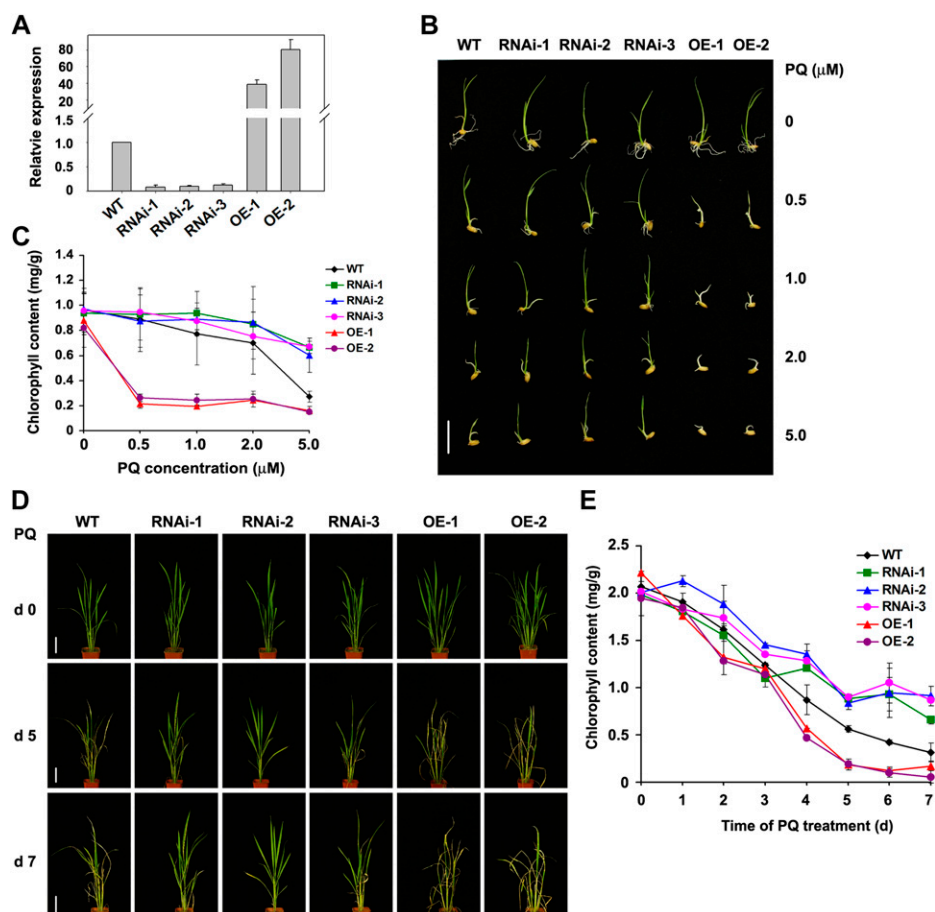 A
Relatvie expression
80
60
40
20
1.5
1.0
0.5
0
WT
RNAi-1
RNAi-2
RNAi-3
OE-1
OE-2
B
WT RNAi-1 RNAi-2 RNAi-3 OE-1 OE-2
PQ (μM)
0
0.5
1.0
2.0
5.0
C
Chlorophyll content (mg/g)
1.4
1.2
1.0
0.8
0.6
0.4
0.2
0
0 0.5 1.0 2.0 5.0
PQ concentration (μM)
WT
RNAi-1
RNAi-2
RNAi-3
OE-1
OE-2
D
PQ WT RNAi-1 RNAi-2 RNAi-3 OE-1 OE-2
d 0
d 5
d 7
E
Chlorophyll content (mg/g)
2.5
2.0
1.5
1.0
0.5
0
0 1 2 3 4 5 6 7
Time of PQ treatment (d)
WT
RNAi-1
RNAi-2
RNAi-3
OE-1
OE-2